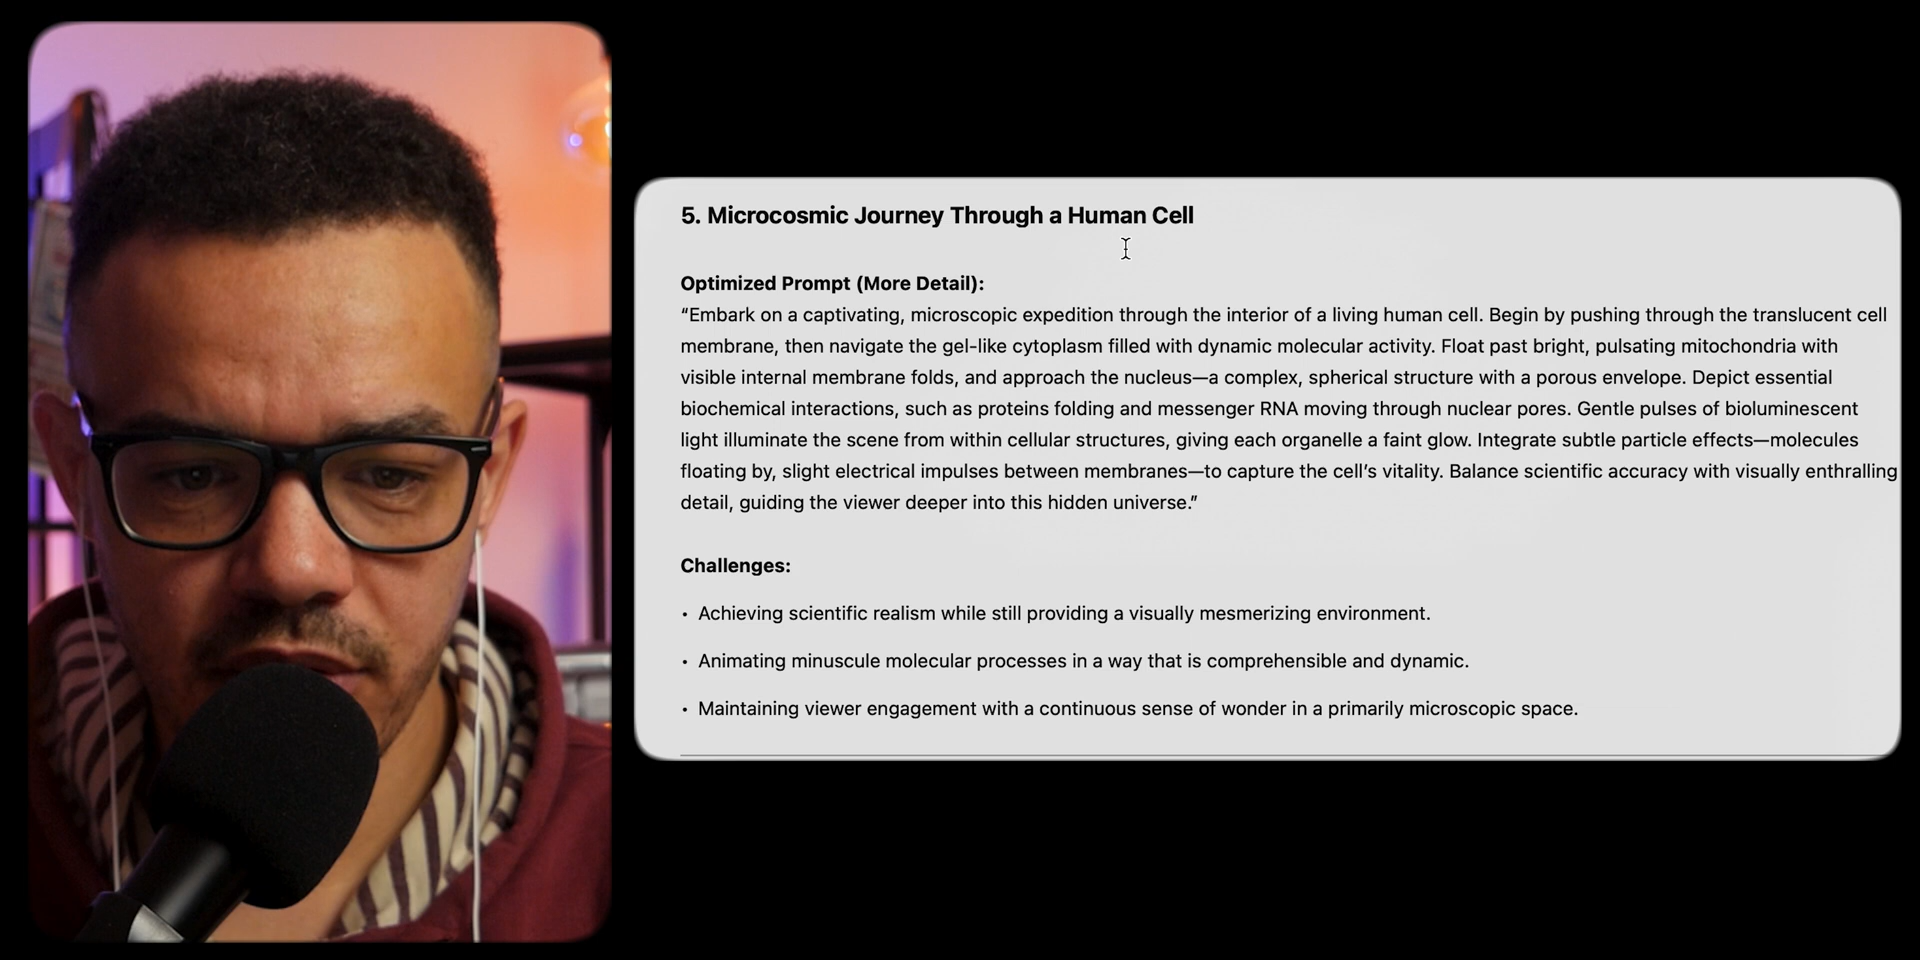 5. Microcosmic Journey Through a Human Cell
Optimized Prompt (More Detail):
“Embark on a captivating, microscopic expedition through the interior of a living human cell. Begin by pushing through the translucent cell
membrane, then navigate the gel-like cytoplasm filled with dynamic molecular activity. Float past bright, pulsating mitochondria with
visible internal membrane folds, and approach the nucleus—a complex, spherical structure with a porous envelope. Depict essential
biochemical interactions, such as proteins folding and messenger RNA moving through nuclear pores. Gentle pulses of bioluminescent
light illuminate the scene from within cellular structures, giving each organelle a faint glow. Integrate subtle particle effects—molecules
floating by, slight electrical impulses between membranes—to capture the cell’s vitality. Balance scientific accuracy with visually enthralling
detail, guiding the viewer deeper into this hidden universe.”
Challenges:
• Achieving scientific realism while still providing a visually mesmerizing environment.
• Animating minuscule molecular processes in a way that is comprehensible and dynamic.
• Maintaining viewer engagement with a continuous sense of wonder in a primarily microscopic space.